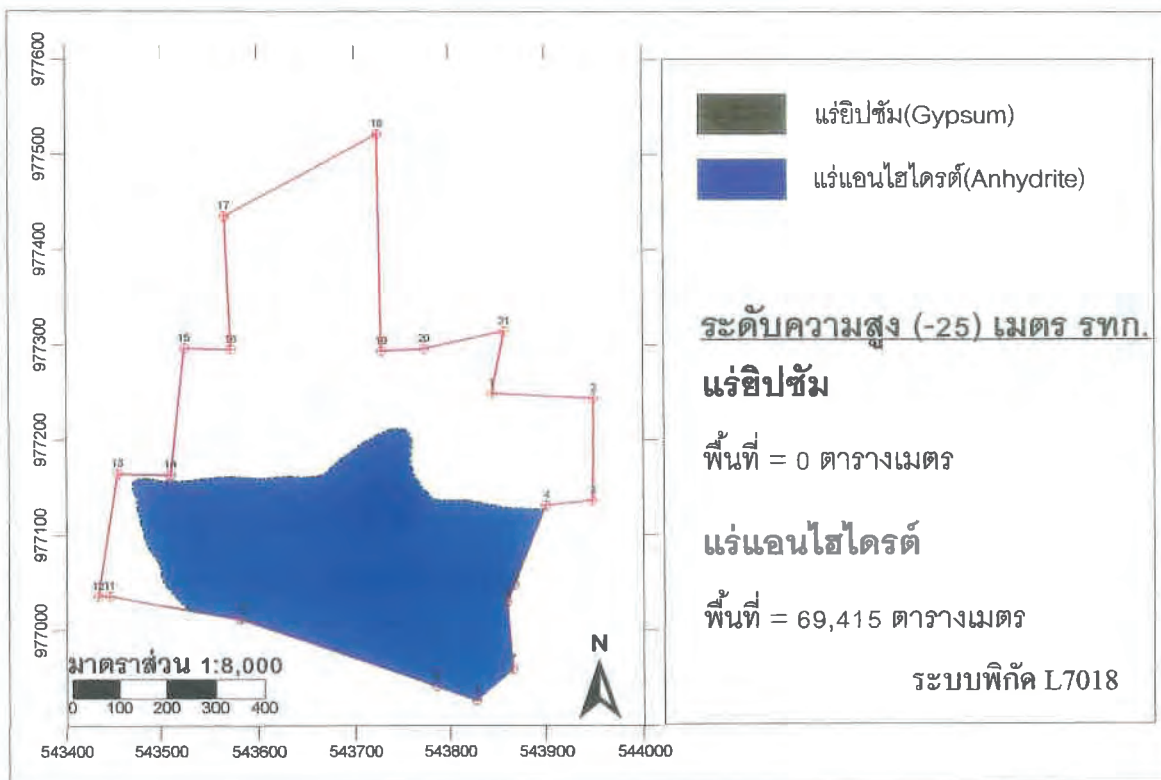 977600
977500
977400
977300
977200
977100
977000
18
17
15
16
19
20
21
1
2
3
4
13
14
12
11
มาตราส่วน 1:8,000
0 100 200 300 400
N
543400 543500 543600 543700 543800 543900 544000
แร่ยิปซัม(Gypsum)
แร่แอนไฮไดรต์(Anhydrite)
ระดับความสูง (-25) เมตร รทก.
แร่ยิปซัม
พื้นที่ = 0 ตารางเมตร
แร่แอนไฮไดรต์
พื้นที่ = 69,415 ตารางเมตร
ระบบพิกัด L7018